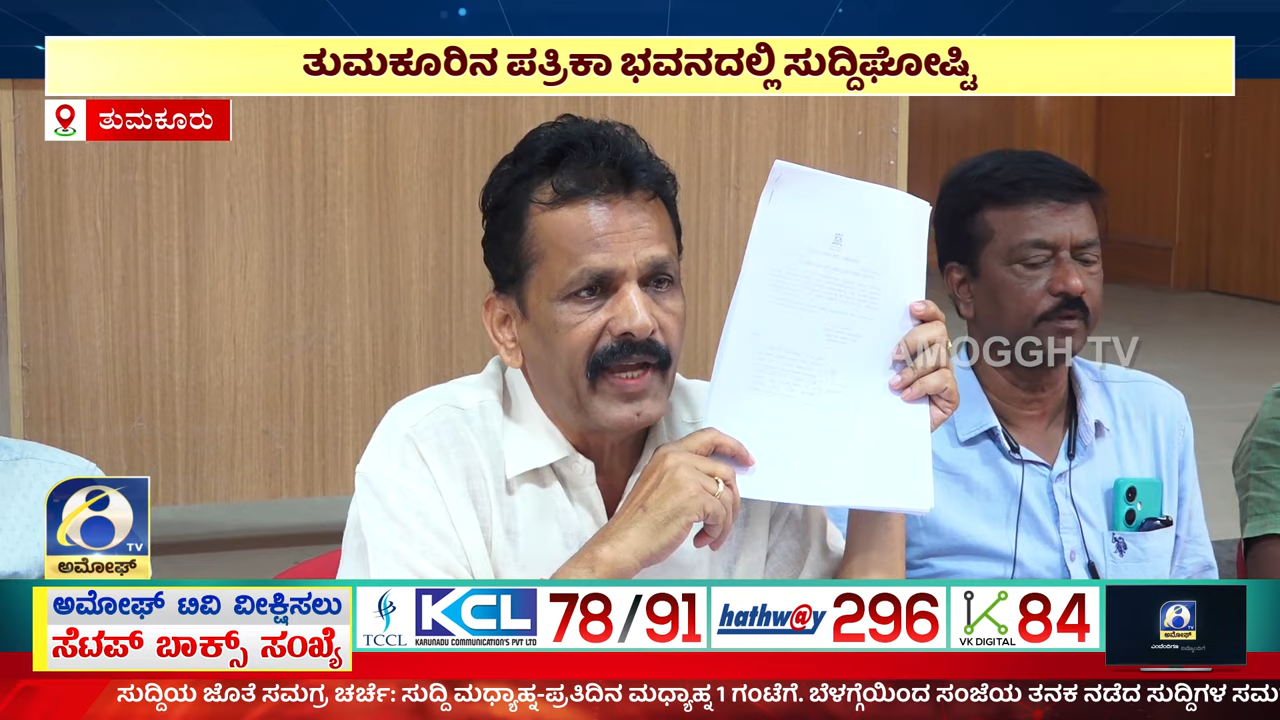 ತುಮಕೂರಿನ ಪತ್ರಿಕಾ ಭವನದಲ್ಲಿ ಸುದ್ದಿಘೋಷ್ಟಿ
ತುಮಕೂರು
AMOGGH TV
TV
ಅಮೋಘ್
ಅಮೋಘ್ ಟಿವಿ ವೀಕ್ಷಿಸಲು
ಸೆಟಪ್ ಬಾಕ್ಸ್ ಸಂಖ್ಯೆ
TCCL
KCL
KARUNADU COMMUNICATION'S PVT LTD
78/91
hathw@y
296
VK DIGITAL
84
ಅಮೋಘ್
ಸುದ್ದಿಯ ಜೊತೆ ಸಮಗ್ರ ಚರ್ಚೆ: ಸುದ್ದಿ ಮಧ್ಯಾಹ್ನ-ಪ್ರತಿದಿನ ಮಧ್ಯಾಹ್ನ 1 ಗಂಟೆಗೆ. ಬೆಳಗ್ಗೆಯಿಂದ ಸಂಜೆಯ ತನಕ ನಡೆದ ಸುದ್ದಿಗಳ ಸಮ